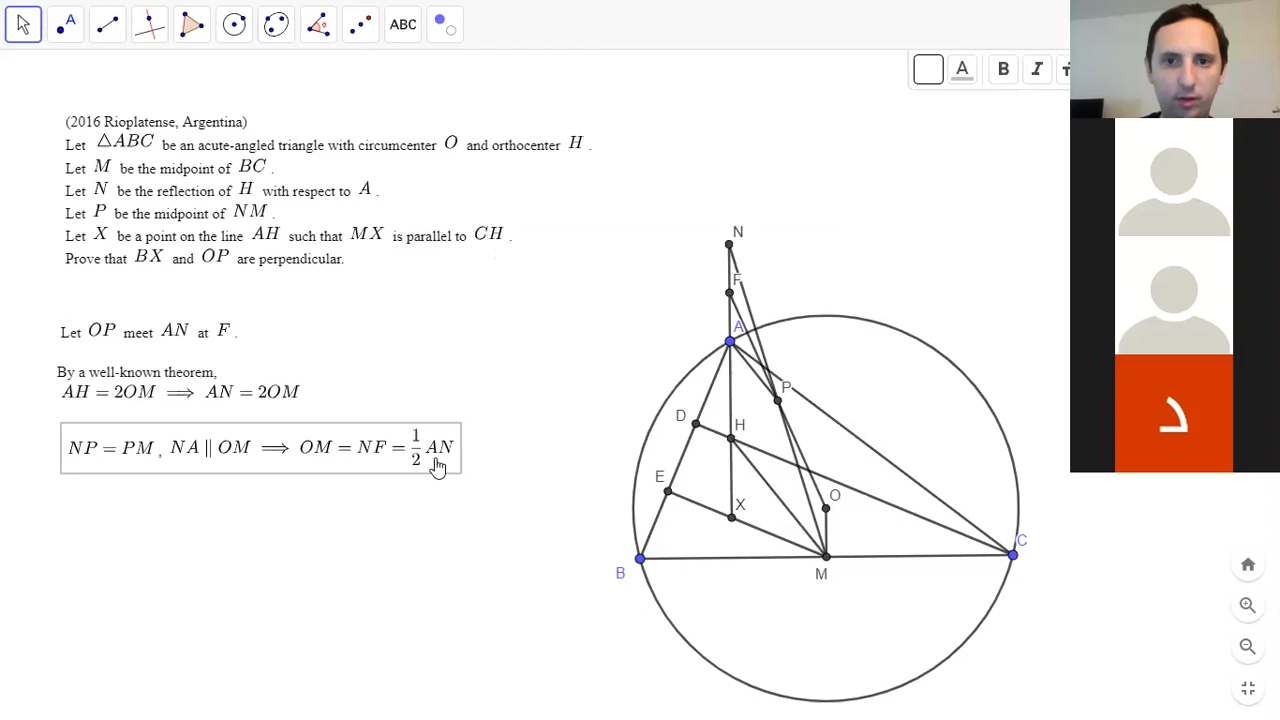 ABC
A B I
(2016 Rioplatense, Argentina)
Let △ABC be an acute-angled triangle with circumcenter O and orthocenter H .
Let M be the midpoint of BC .
Let N be the reflection of H with respect to A .
Let P be the midpoint of NM .
Let X be a point on the line AH such that MX is parallel to CH .
Prove that BX and OP are perpendicular.
Let OP meet AN at F .
By a well-known theorem,
AH = 2OM ⟹ AN = 2OM
NP = PM , NA ∥ OM ⟹ OM = NF = 1/2 AN
N
F
A
P
D
H
E
X
O
C
B
M
ב